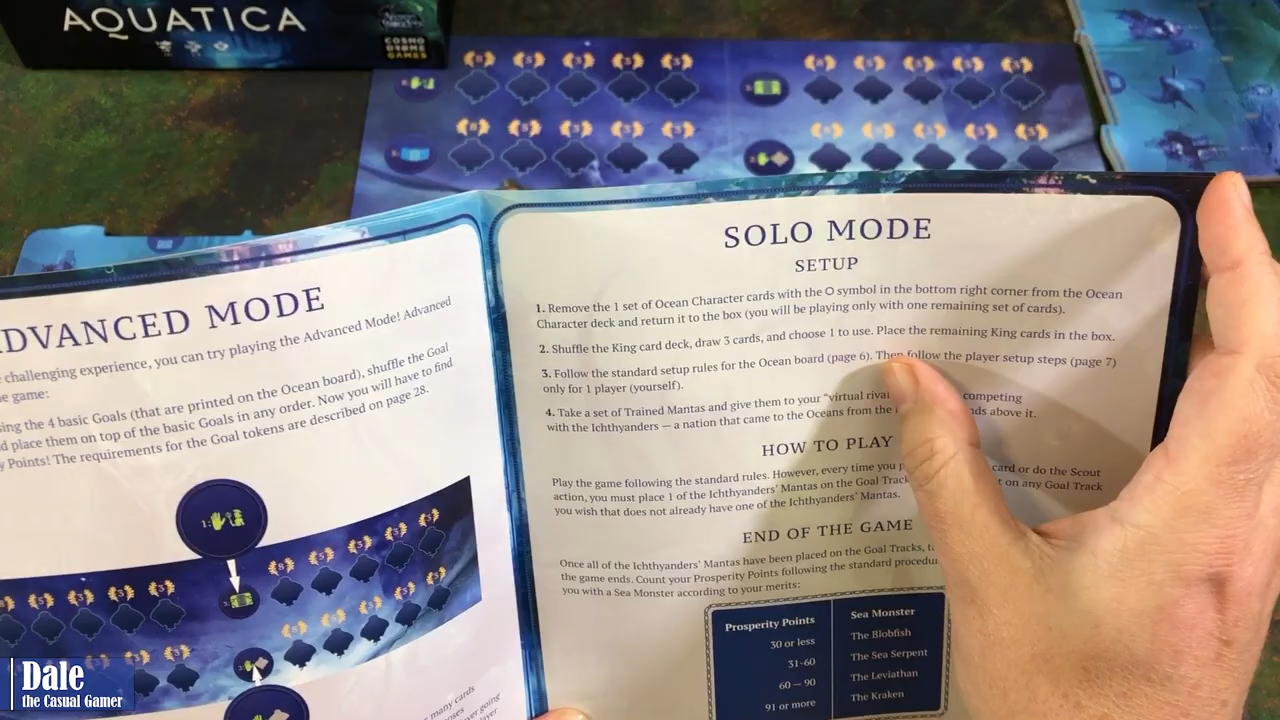 AQUATICA
COSMODROME
GAMES
ADVANCED MODE
challenging experience, you can try playing the Advanced Mode! Advanced
game:
sing the 4 basic Goals (that are printed on the Ocean board), shuffle the Goal
place them on top of the basic Goals in any order. Now you will have to find
Points! The requirements for the Goal tokens are described on page 28.
many cards
SOLO MODE
SETUP
1. Remove the 1 set of Ocean Character cards with the O symbol in the bottom right corner from the Ocean
Character deck and return it to the box (you will be playing only with one remaining set of cards).
2. Shuffle the King card deck, draw 3 cards, and choose 1 to use. Place the remaining King cards in the box.
3. Follow the standard setup rules for the Ocean board (page 6). Then follow the player setup steps (page 7)
only for 1 player (yourself).
4. Take a set of Trained Mantas and give them to your "virtual competing
with the Ichthyanders — a nation that came to the Oceans from the above it.
HOW TO PLAY
Play the game following the standard rules. However, every time you card or do the Scout
action, you must place 1 of the Ichthyanders' Mantas on the Goal on any Goal Track
you wish that does not already have one of the Ichthyanders' Mantas.
END OF THE GAME
Once all of the Ichthyanders' Mantas have been placed on the Goal Tracks,
the game ends. Count your Prosperity Points following the standard
you with a Sea Monster according to your merits:
Prosperity Points Sea Monster
30 or less The Blobfish
31-60 The Sea Serpent
60 — 90 The Leviathan
91 or more The Kraken
Dale
the Casual Gamer